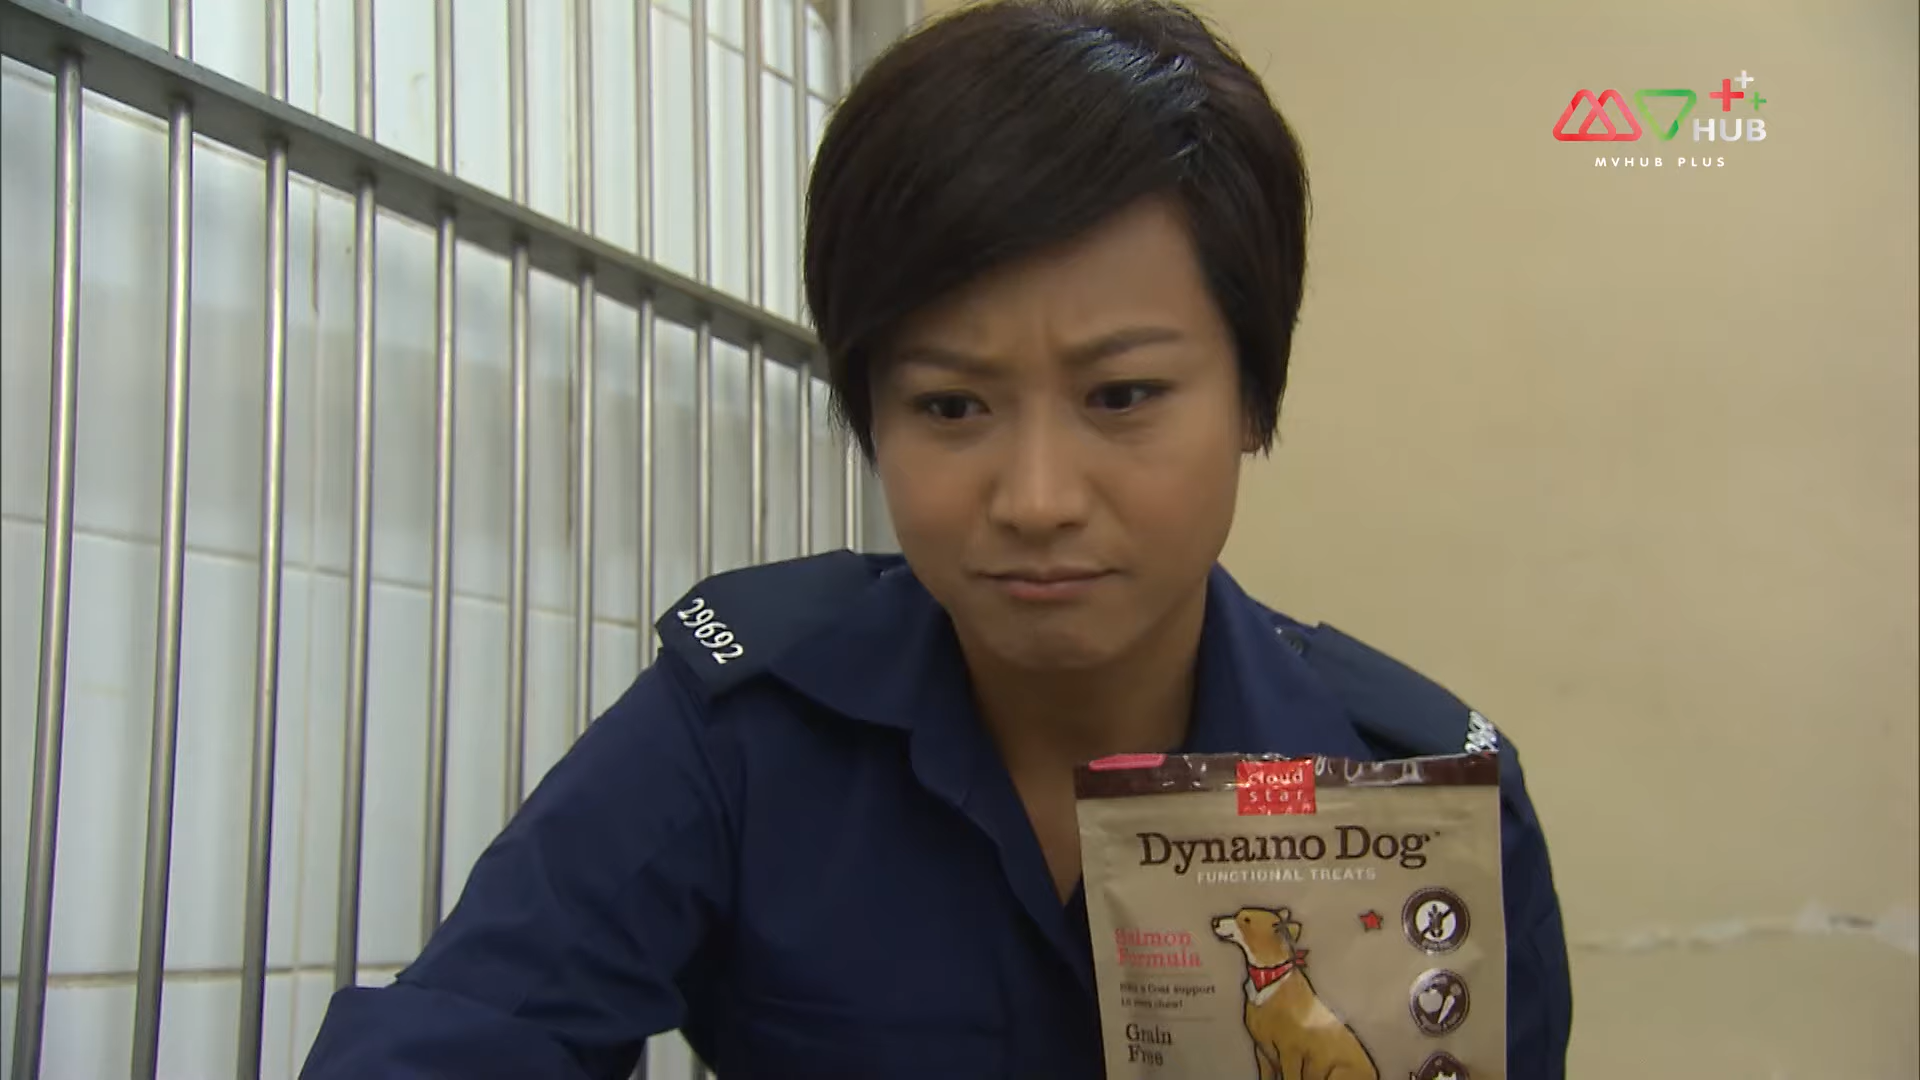 HUB
MVHUB PLUS
29692
cloud
star
Dynamo Dog
FUNCTIONAL TREATS
Salmon
Formula
Grain
Free